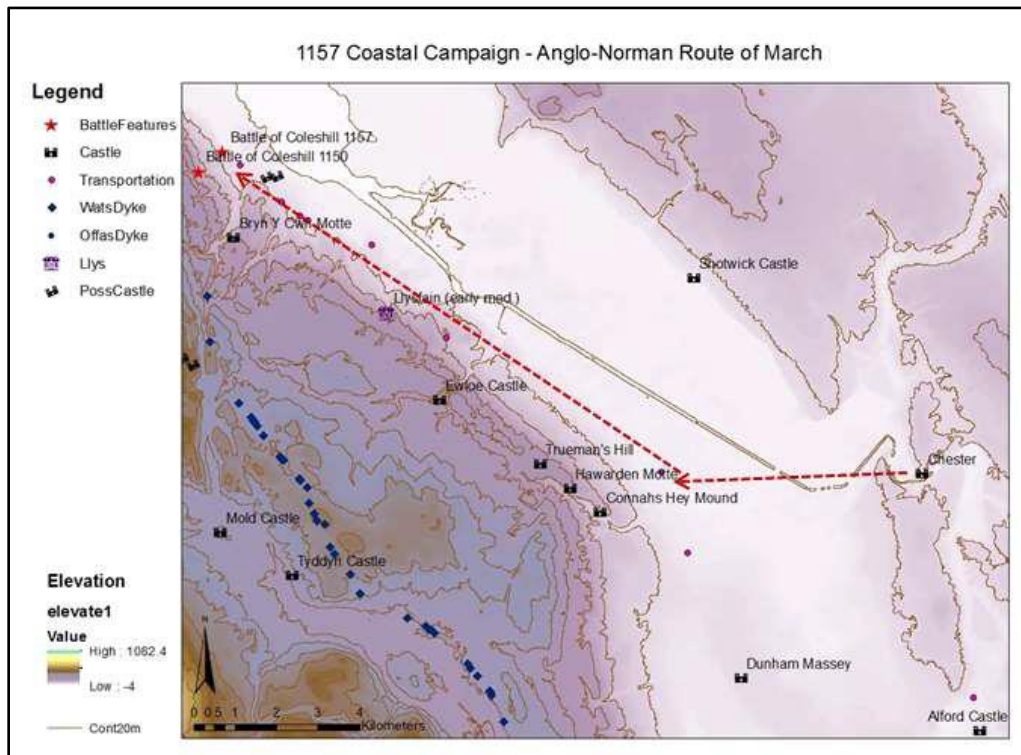 1157 Coastal Campaign - Anglo-Norman Route of March
Legend
BattleFeatures
Castle
Transportation
WatsDyke
OffasDyke
Llys
PossCastle
Battle of Coleshill 1157
Battle of Coleshill 1150
Bryn Y Cwn Motte
Shotwick Castle
Llysfain (early med.)
Ewloe Castle
Trueman's Hill
Hawarden Motte
Chester
Connahs Hey Mound
Mold Castle
Tyddyn Castle
Dunham Massey
Alford Castle
Elevation
elevate1
Value
High : 1082.4
Low : -4
Cont20m
N
0 0.5 1 2 3 4
Kilometers